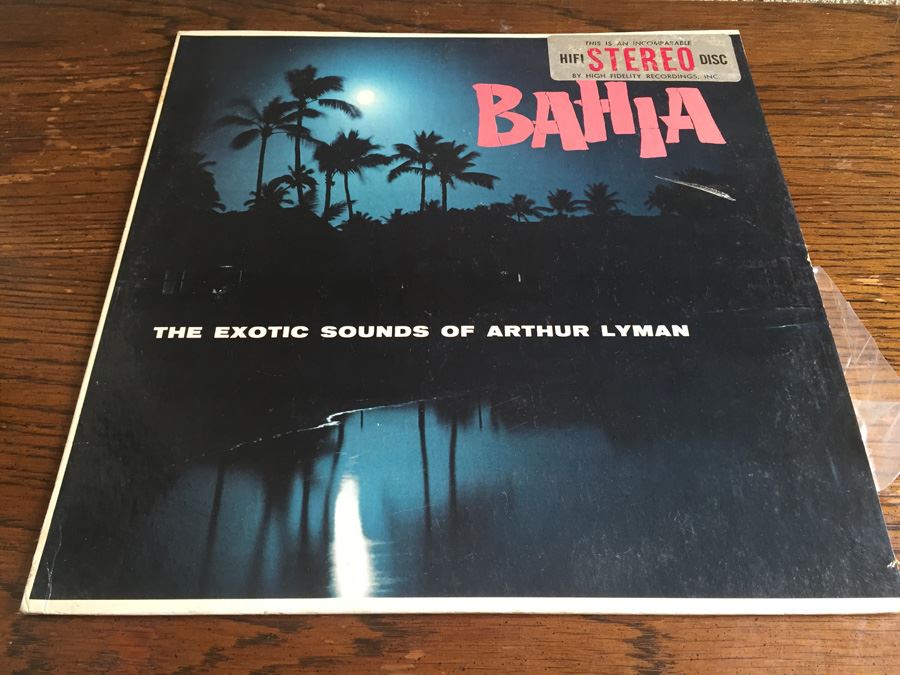 THIS IS AN INCOMPARABLE
HIFI STEREO DISC
BY HIGH FIDELITY RECORDINGS, INC.
BAHIA
THE EXOTIC SOUNDS OF ARTHUR LYMAN